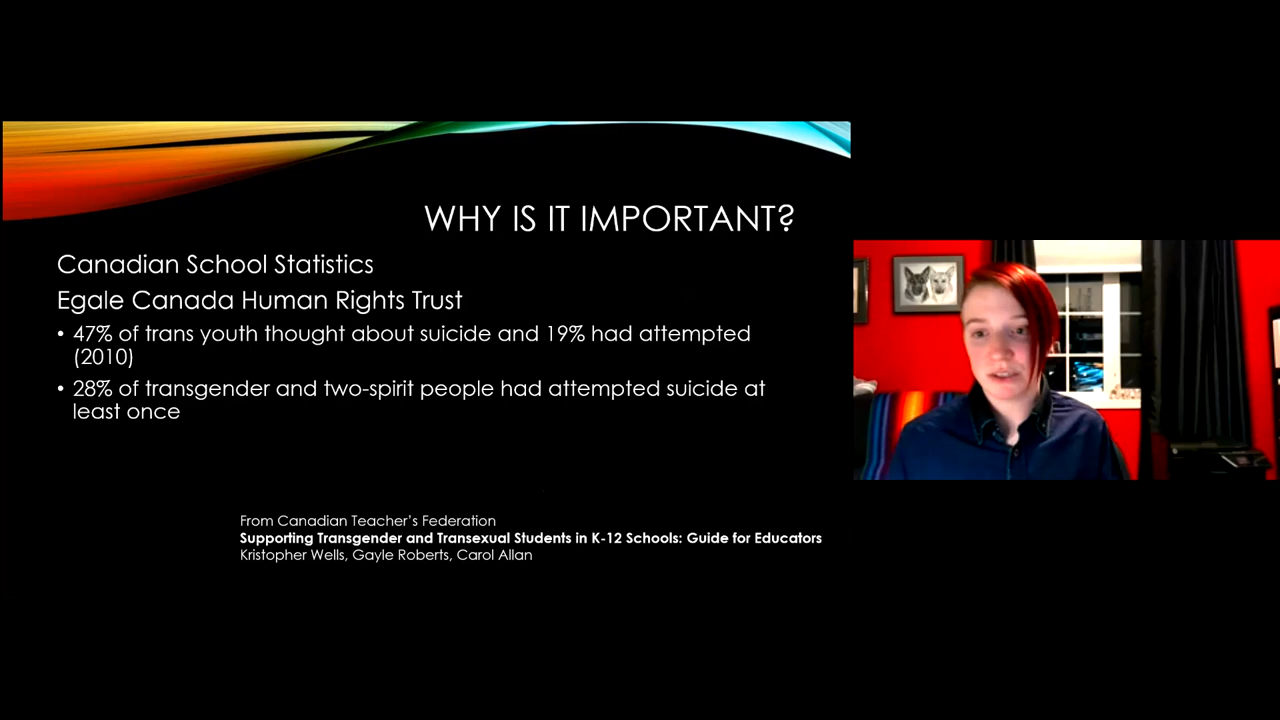 WHY IS IT IMPORTANT?
Canadian School Statistics
Egale Canada Human Rights Trust
• 47% of trans youth thought about suicide and 19% had attempted
(2010)
• 28% of transgender and two-spirit people had attempted suicide at
least once
From Canadian Teacher's Federation
Supporting Transgender and Transexual Students in K-12 Schools: Guide for Educators
Kristopher Wells, Gayle Roberts, Carol Allan